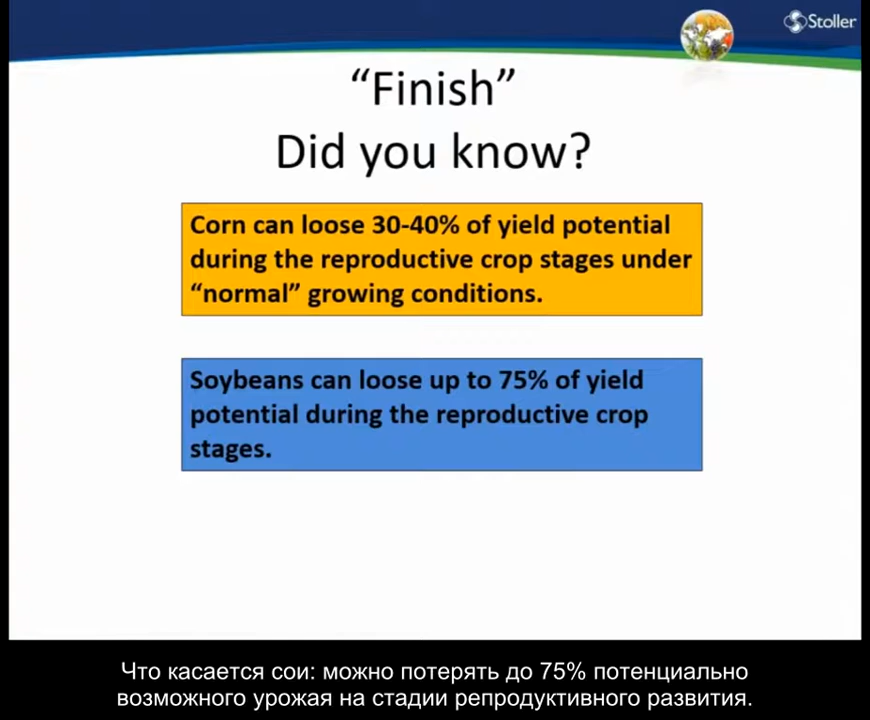 Stoller
“Finish”
Did you know?
Corn can loose 30-40% of yield potential
during the reproductive crop stages under
“normal” growing conditions.
Soybeans can loose up to 75% of yield
potential during the reproductive crop
stages.
Что касается сои: можно потерять до 75% потенциально
возможного урожая на стадии репродуктивного развития.